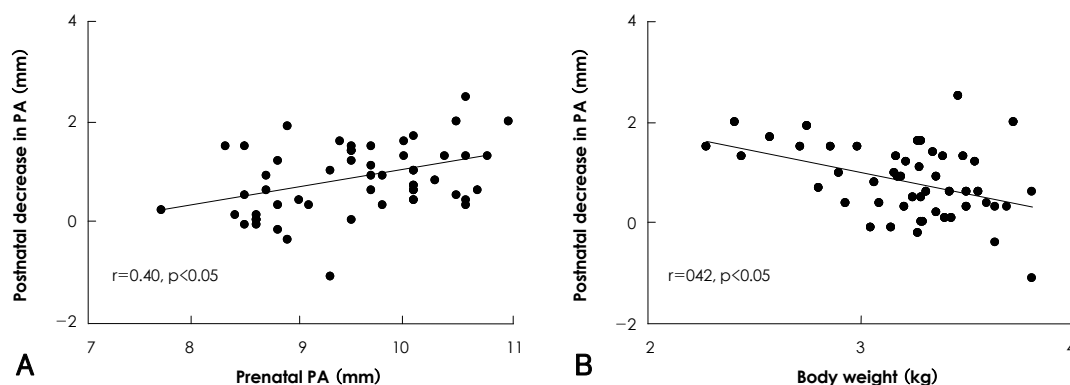 Postnatal decrease in PA (mm)
4
2
0
−2
r=0.40, p<0.05
7
8
9
10
11
Prenatal PA (mm)
A
Postnatal decrease in PA (mm)
4
2
0
−2
r=042, p<0.05
2
3
4
Body weight (kg)
B